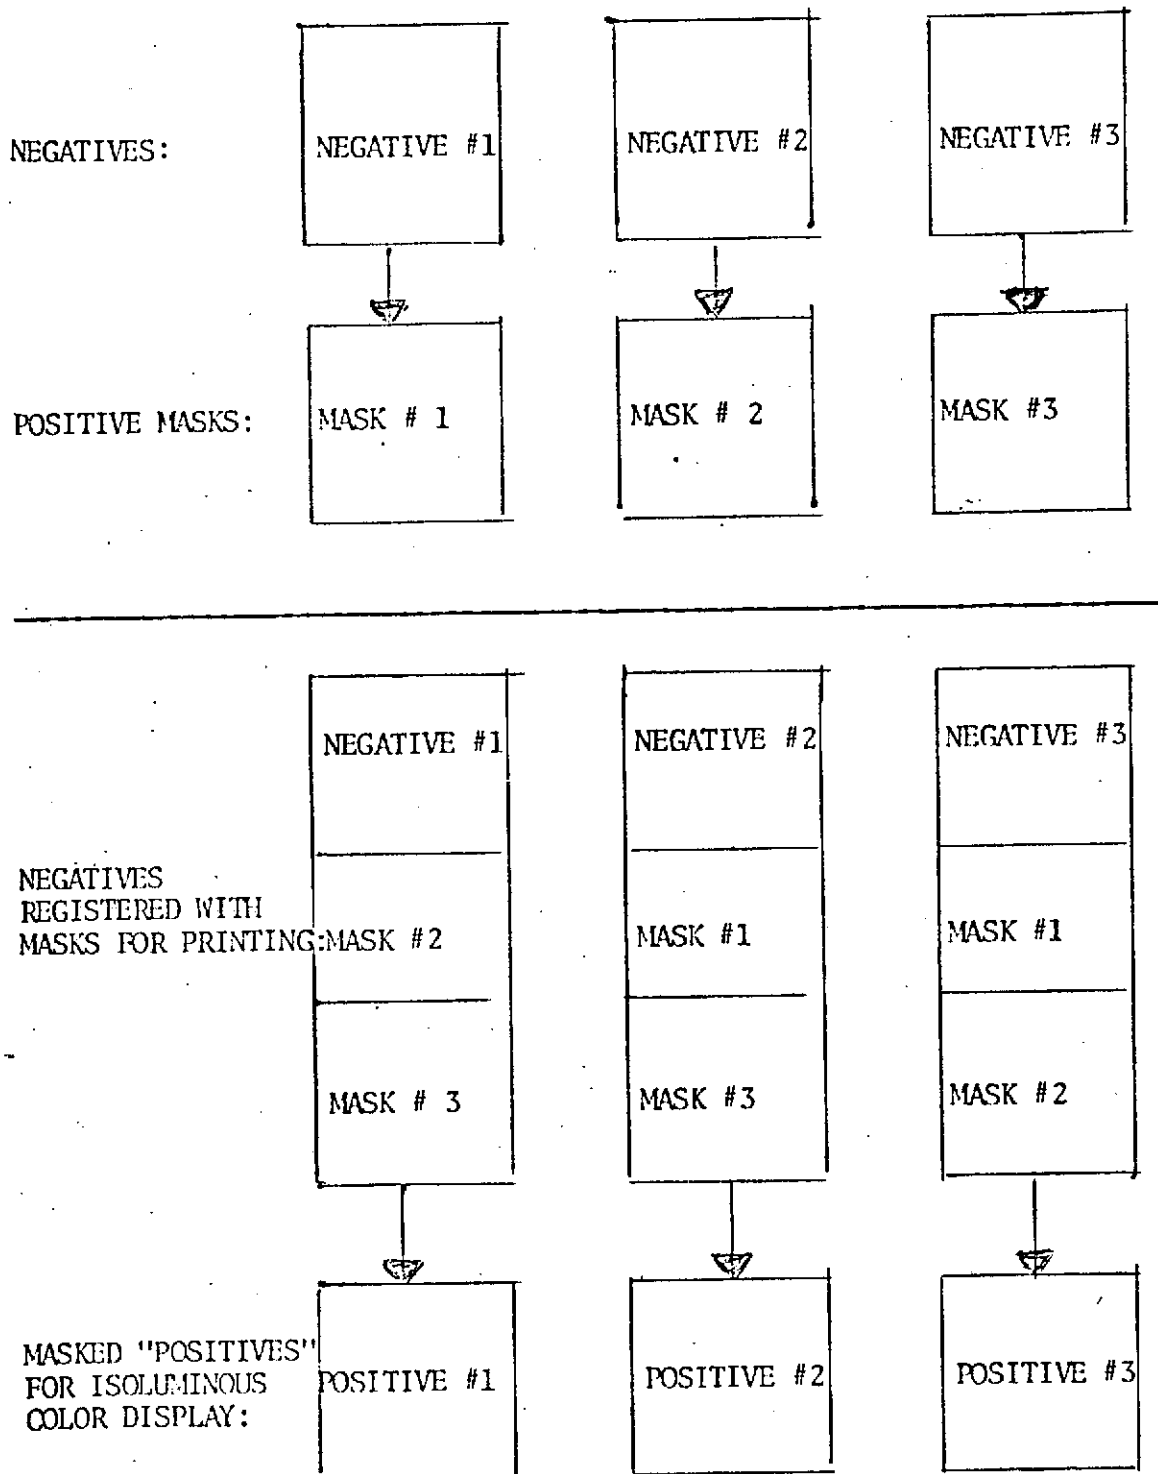 NEGATIVES: NEGATIVE #1 NEGATIVE #2 NEGATIVE #3
POSITIVE MASKS: MASK # 1 MASK # 2 MASK #3
NEGATIVE #1 NEGATIVE #2 NEGATIVE #3
NEGATIVES
REGISTERED WITH
MASKS FOR PRINTING: MASK #2 MASK #1 MASK #1
MASK # 3 MASK #3 MASK #2
MASKED "POSITIVES"
FOR ISOLUMINOUS POSITIVE #1 POSITIVE #2 POSITIVE #3
COLOR DISPLAY: